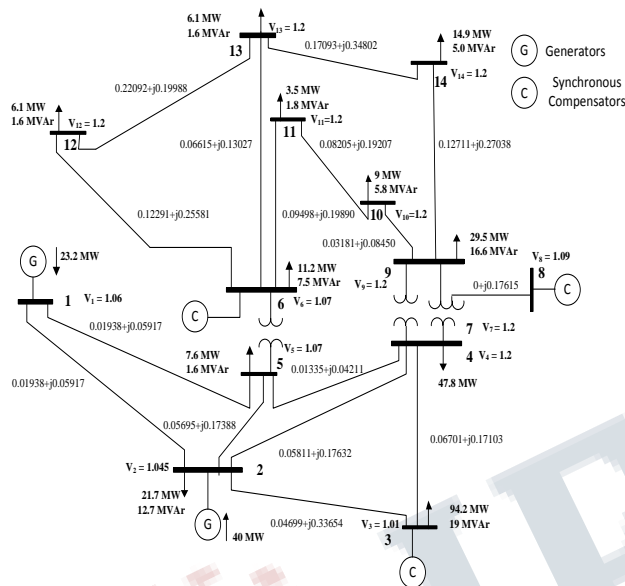 6.1 MW
1.6 MVAr
V₁₃ = 1.2
13
0.17093+j0.34802
14.9 MW
5.0 MVAr
V₁₄ = 1.2
14
G
Generators
C
Synchronous
Compensators
0.22092+j0.19988
6.1 MW
1.6 MVAr
V₁₂ = 1.2
12
3.5 MW
1.8 MVAr
V₁₁=1.2
11
0.06615+j0.13027
0.08205+j0.19207
0.12711+j0.27038
9 MW
5.8 MVAr
10
V₁₀=1.2
0.09498+j0.19890
0.12291+j0.25581
0.03181+j0.08450
29.5 MW
16.6 MVAr
9
V₉ = 1.2
V₈ = 1.09
8
C
0+j0.17615
G
23.2 MW
1
V₁ = 1.06
11.2 MW
7.5 MVAr
6
V₆ = 1.07
C
0.01938+j0.05917
7
V₇ = 1.2
4
V₄ = 1.2
7.6 MW
1.6 MVAr
V₅ = 1.07
5
0.01335+j0.04211
47.8 MW
0.01938+j0.05917
0.05695+j0.17388
0.05811+j0.17632
0.06701+j0.17103
V₂ = 1.045
2
21.7 MW
12.7 MVAr
G
40 MW
0.04699+j0.33654
94.2 MW
19 MVAr
V₃ = 1.01
3
C